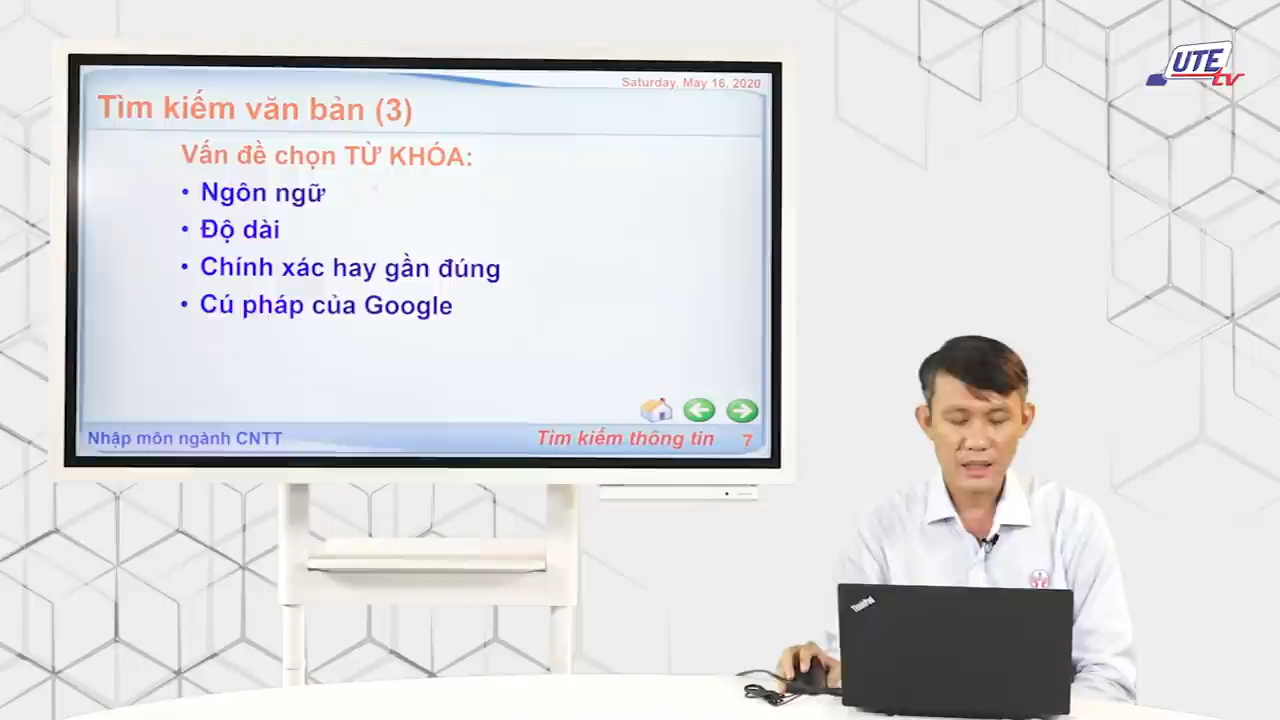 UTE
tv
Saturday, May 16, 2020
Tìm kiếm văn bản (3)
Vấn đề chọn TỪ KHÓA:
• Ngôn ngữ
• Độ dài
• Chính xác hay gần đúng
• Cú pháp của Google
Nhập môn ngành CNTT
Tìm kiếm thông tin
7
ThinkPad